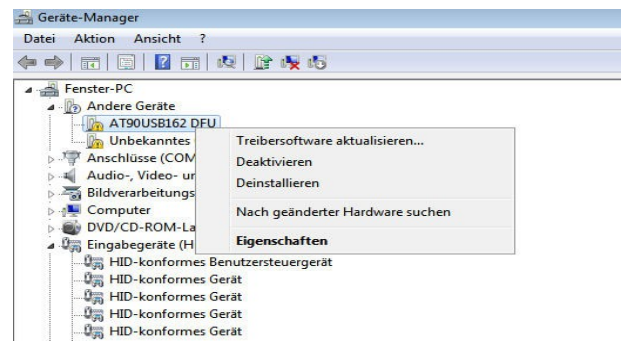 Geräte-Manager
Datei Aktion Ansicht ?
Fenster-PC
Andere Geräte
AT90USB162 DFU
Unbekanntes
Anschlüsse (COM
Audio-, Video- ur
Bildverarbeitungs
Computer
DVD/CD-ROM-La
Eingabegeräte (H
HID-konformes Benutzersteuergerät
HID-konformes Gerät
HID-konformes Gerät
HID-konformes Gerät
HID-konformes Gerät
Treibersoftware aktualisieren...
Deaktivieren
Deinstallieren
Nach geänderter Hardware suchen
Eigenschaften